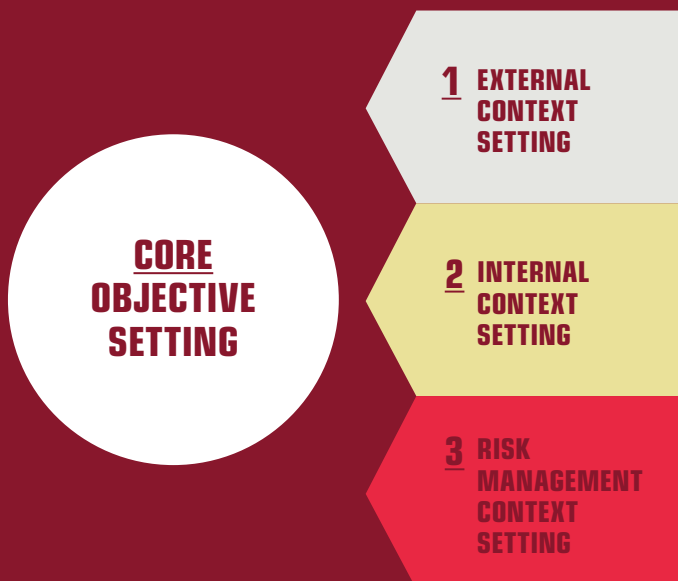 CORE
OBJECTIVE
SETTING
1 EXTERNAL
CONTEXT
SETTING
2 INTERNAL
CONTEXT
SETTING
3 RISK
MANAGEMENT
CONTEXT
SETTING